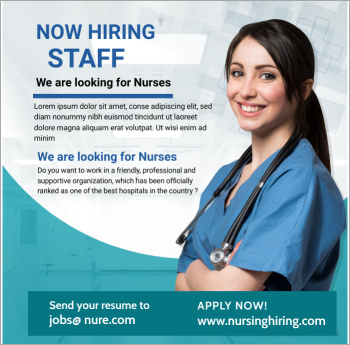 NOW HIRING
STAFF
We are looking for Nurses
Lorem ipsum dolor sit amet, conse adipiscing elit, sed
diam nonummy nibh euismod tincidunt ut laoreet
dolore magna aliquam erat volutpat. Ut wisi enim ad
minim
We are looking for Nurses
Do you want to work in a friendly, professional and
supportive organization, which has been officially
ranked as one of the best hospitals in the country ?
Send your resume to
jobs@ nure.com
APPLY NOW!
www.nursinghiring.com